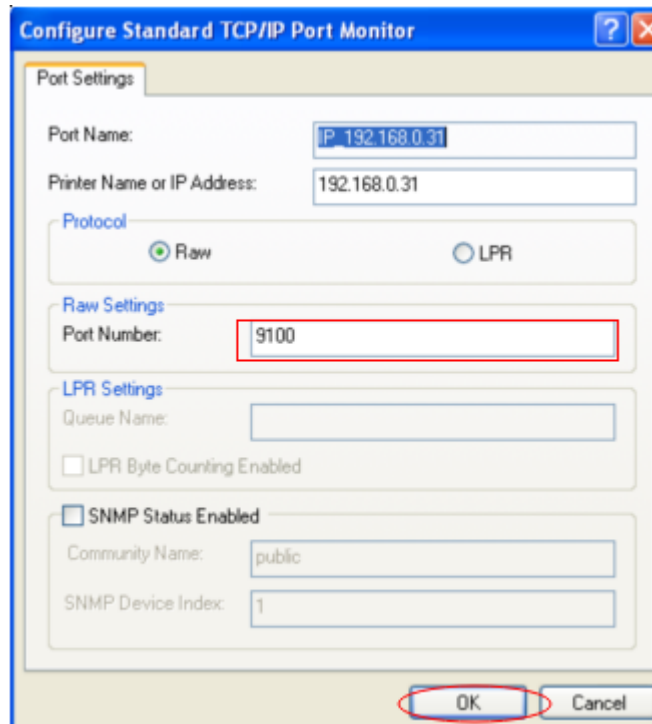 Configure Standard TCP/IP Port Monitor
Port Settings
Port Name: IP_192.168.0.31
Printer Name or IP Address: 192.168.0.31
Protocol
Raw LPR
Raw Settings
Port Number: 9100
LPR Settings
Queue Name:
LPR Byte Counting Enabled
SNMP Status Enabled
Community Name: public
SNMP Device Index: 1
OK Cancel